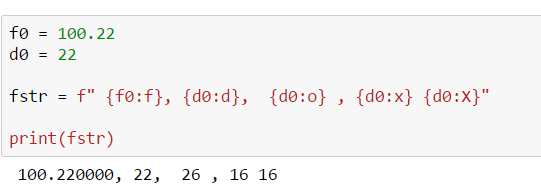 f0 = 100.22
d0 = 22
fstr = f" {f0:f}, {d0:d},  {d0:o} , {d0:x} {d0:X}"
print(fstr)
 100.220000, 22,  26 , 16 16